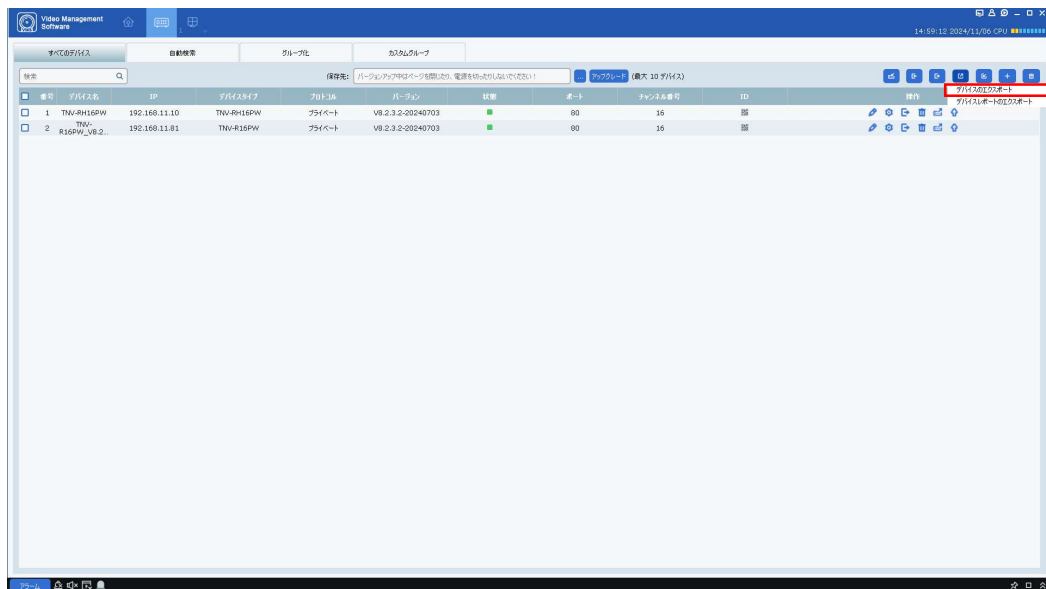 Video Management
Software
1
14:59:12 2024/11/06 CPU
すべてのデバイス
自動検索
グループ化
カスタムグループ
検索
保存先:
バージョンアップ中はページを閉じたり、電源を切ったりしないでください!
...
アップグレード
(最大 10 デバイス)
デバイスのエクスポート
デバイスレポートのエクスポート
番号 デバイス名 IP デバイスタイプ プロトコル バージョン 状態 ポート チャンネル番号 ID 操作
1 TNV-RH16PW 192.168.11.10 TNV-RH16PW プライベート V8.2.3.2-20240703 80 16
2 TNV-R16PW_V8.2... 192.168.11.81 TNV-R16PW プライベート V8.2.3.2-20240703 80 16
アラーム